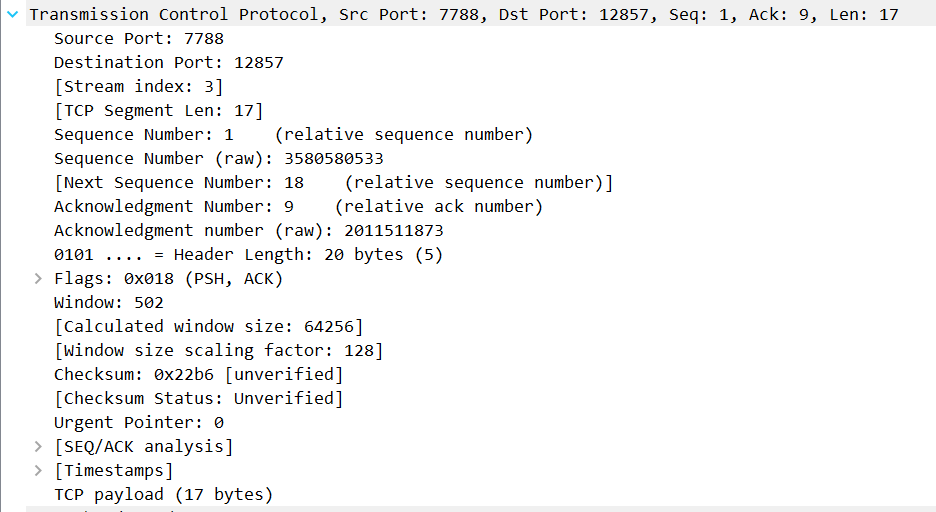 Transmission Control Protocol, Src Port: 7788, Dst Port: 12857, Seq: 1, Ack: 9, Len: 17
Source Port: 7788
Destination Port: 12857
[Stream index: 3]
[TCP Segment Len: 17]
Sequence Number: 1    (relative sequence number)
Sequence Number (raw): 3580580533
[Next Sequence Number: 18    (relative sequence number)]
Acknowledgment Number: 9    (relative ack number)
Acknowledgment number (raw): 2011511873
0101 .... = Header Length: 20 bytes (5)
Flags: 0x018 (PSH, ACK)
Window: 502
[Calculated window size: 64256]
[Window size scaling factor: 128]
Checksum: 0x22b6 [unverified]
[Checksum Status: Unverified]
Urgent Pointer: 0
[SEQ/ACK analysis]
[Timestamps]
TCP payload (17 bytes)